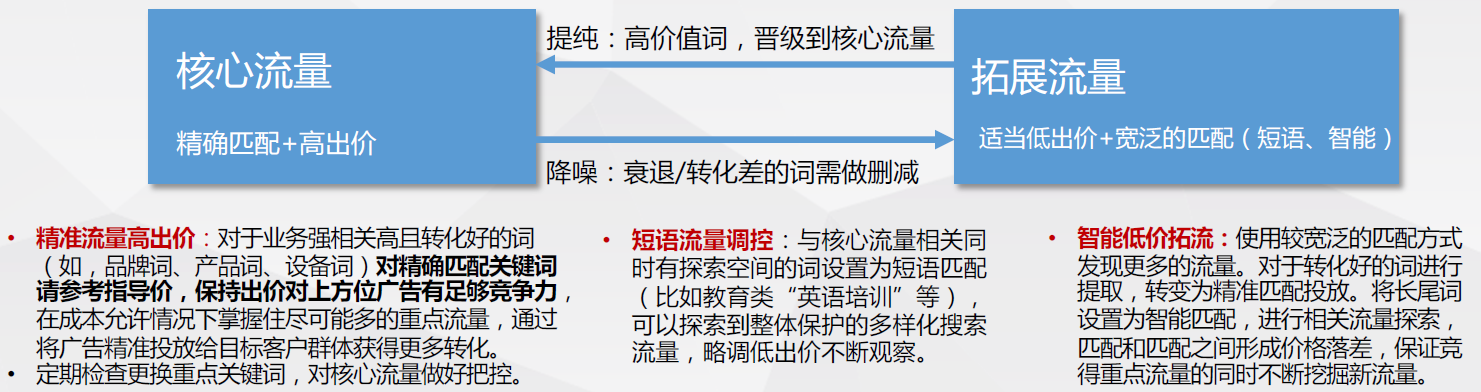 核心流量
精确匹配+高出价
提纯：高价值词，晋级到核心流量
降噪：衰退/转化差的词需做删减
拓展流量
适当低出价+宽泛的匹配（短语、智能）
• 精准流量高出价：对于业务强相关高且转化好的词
（如，品牌词、产品词、设备词）对精确匹配关键词
请参考指导价，保持出价对上方位广告有足够竞争力，
在成本允许情况下掌握住尽可能多的重点流量，通过
将广告精准投放给目标客户群体获得更多转化。
• 定期检查更换重点关键词，对核心流量做好把控。
• 短语流量调控：与核心流量相关同
时有探索空间的词设置为短语匹配
（比如教育类“英语培训”等），
可以探索到整体保护的多样化搜索
流量，略调低出价不断观察。
• 智能低价拓流：使用较宽泛的匹配方式
发现更多的流量。对于转化好的词进行
提取，转变为精准匹配投放。将长尾词
设置为智能匹配，进行相关流量探索，
匹配和匹配之间形成价格落差，保证竞
得重点流量的同时不断挖掘新流量。